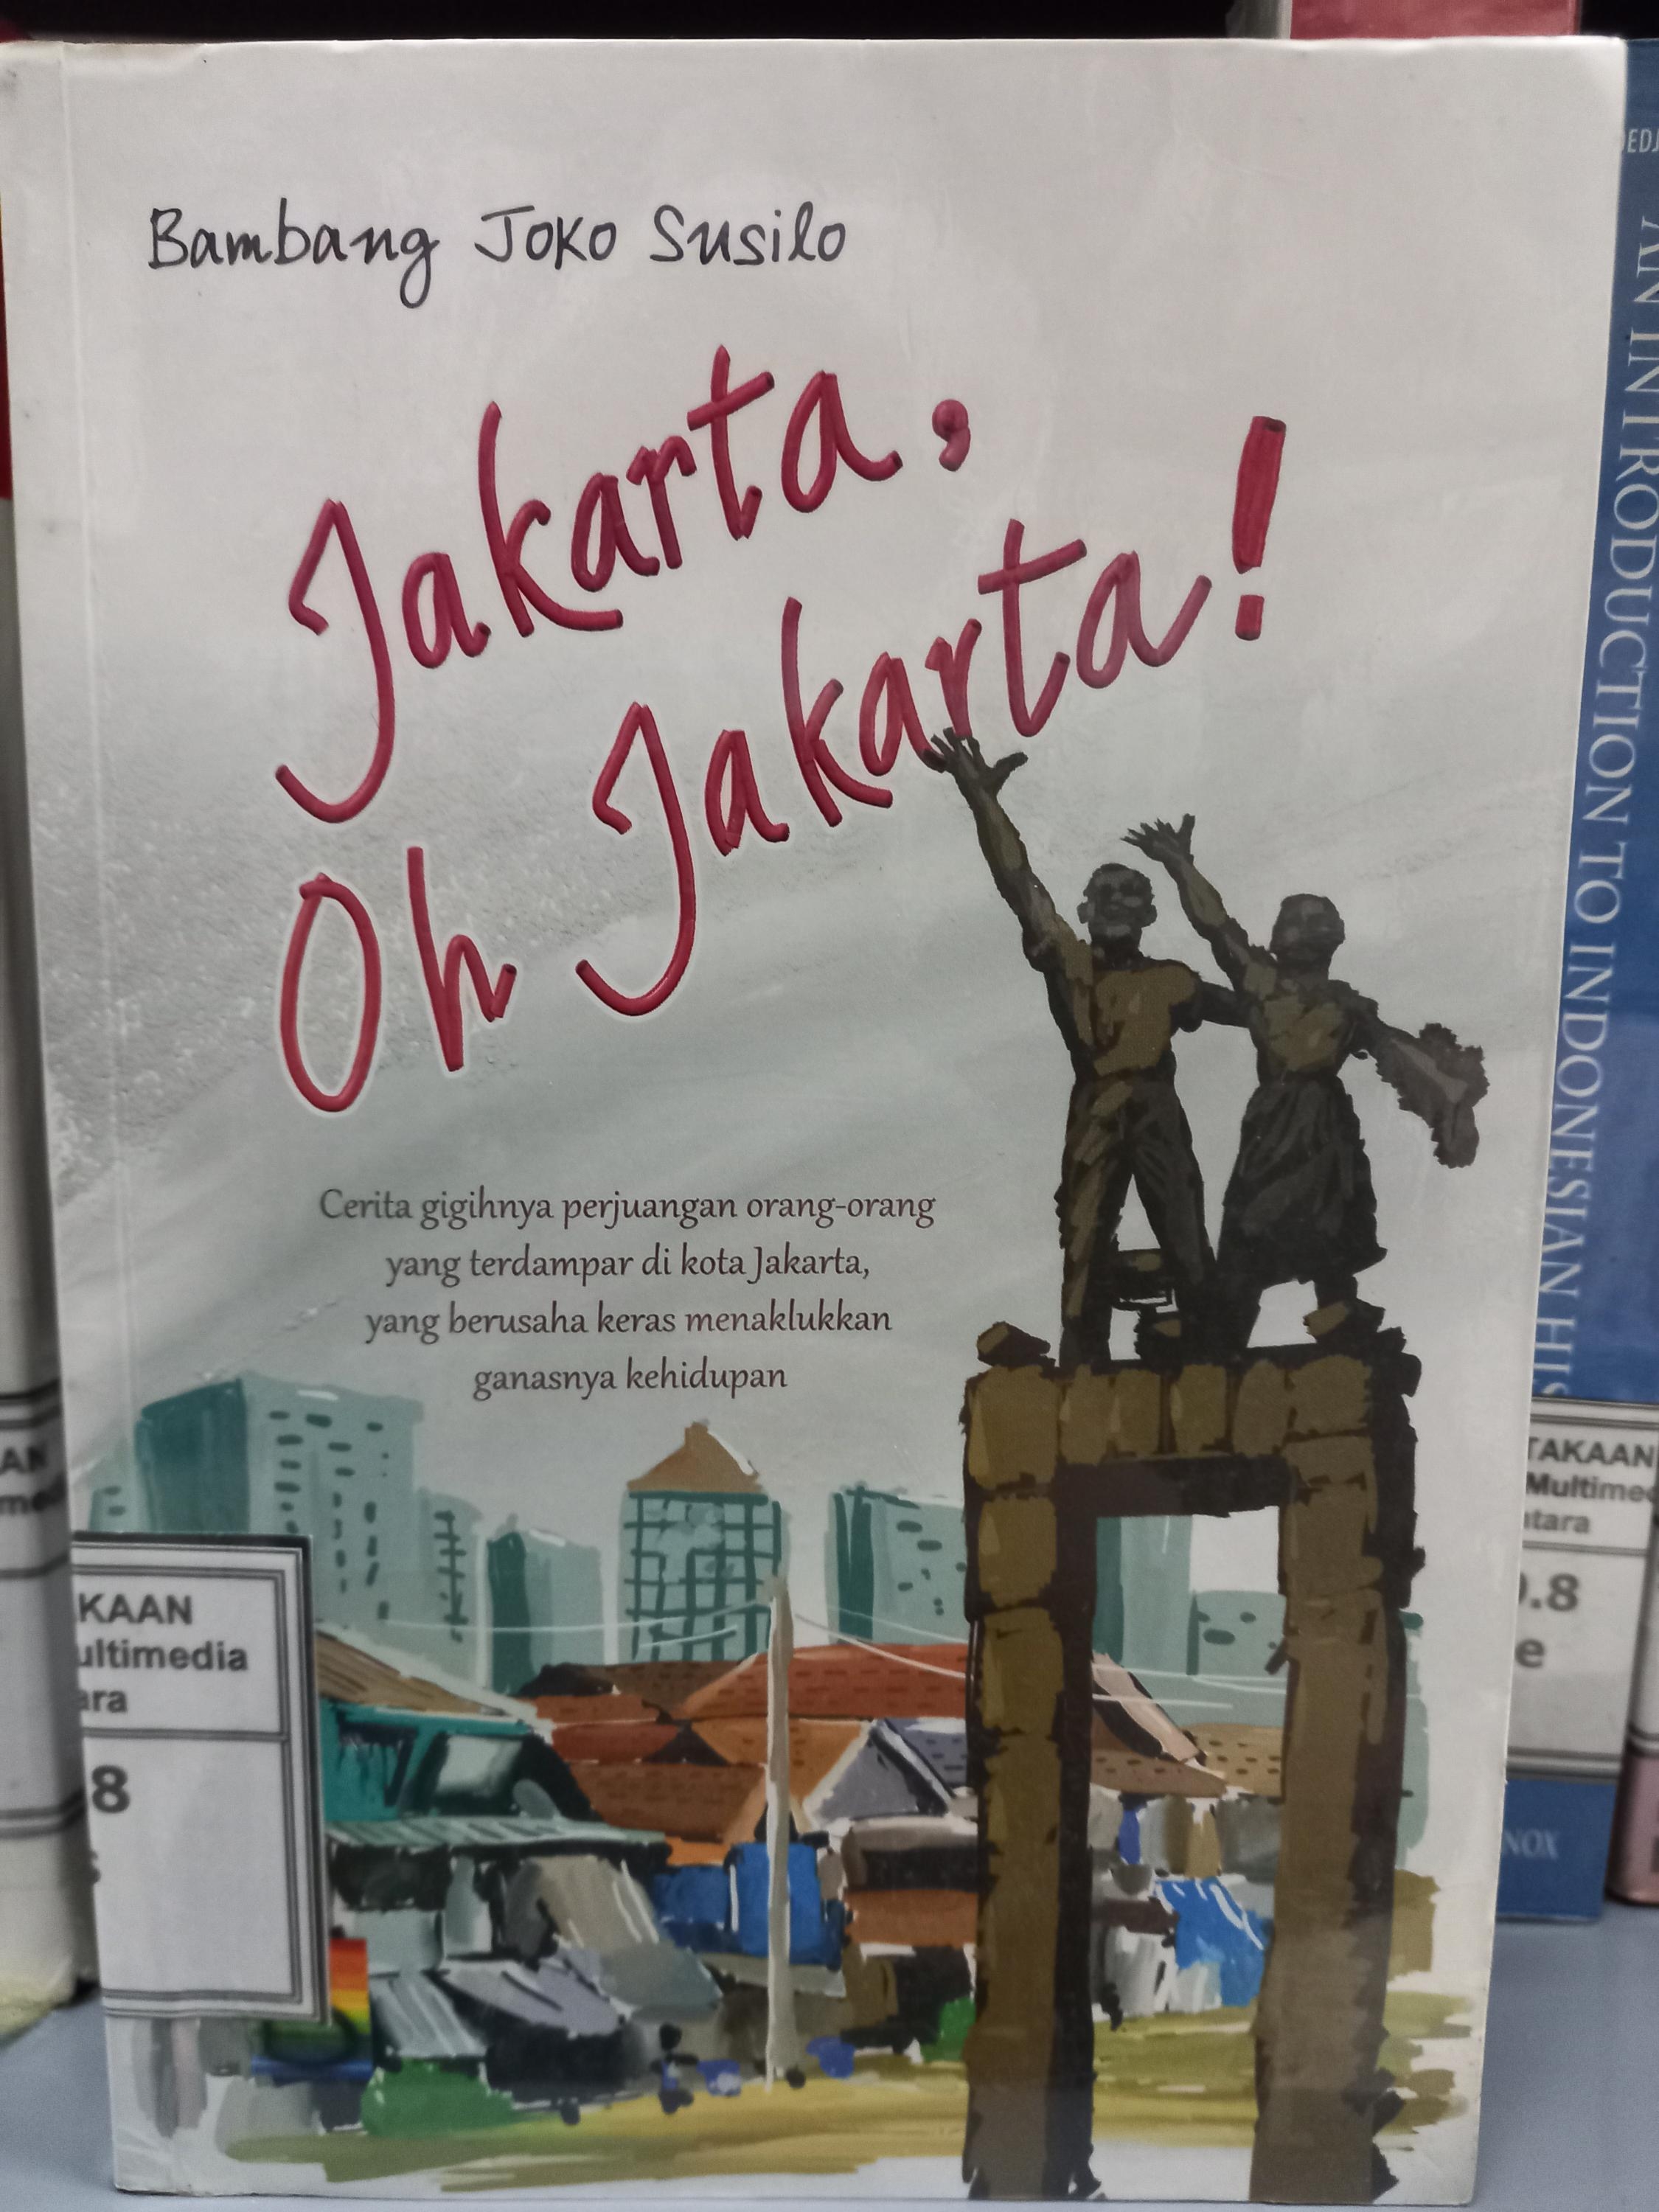 Bambang Joko Susilo
Jakarta,
Oh Jakarta!
Cerita gigihnya perjuangan orang-orang
yang terdampar di kota Jakarta,
yang berusaha keras menaklukkan
ganasnya kehidupan
KAAN
ultimedia
ara
8
AN INTRODUCTION TO INDONESIAN HIS
TAKAAN
Multimed
tara
.8
e
NOX
AN